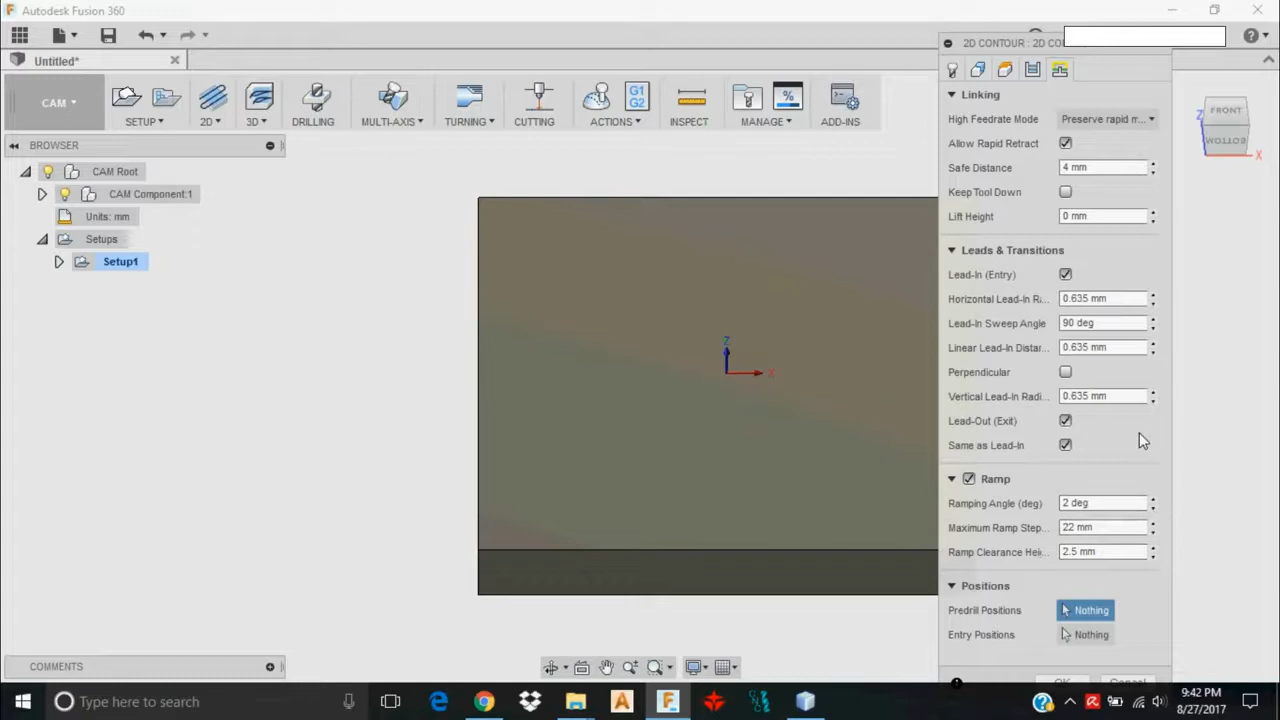 Autodesk Fusion 360
Untitled*
CAM
SETUP
2D
3D
DRILLING
MULTI-AXIS
TURNING
CUTTING
G1
G2
ACTIONS
INSPECT
MANAGE
ADD-INS
BROWSER
CAM Root
CAM Component:1
Units: mm
Setups
Setup1
2D CONTOUR : 2D CO
Linking
High Feedrate Mode Preserve rapid m...
Allow Rapid Retract
Safe Distance 4 mm
Keep Tool Down
Lift Height 0 mm
Leads & Transitions
Lead-In (Entry)
Horizontal Lead-In R... 0.635 mm
Lead-In Sweep Angle 90 deg
Linear Lead-In Distan... 0.635 mm
Perpendicular
Vertical Lead-In Radi... 0.635 mm
Lead-Out (Exit)
Same as Lead-In
Ramp
Ramping Angle (deg) 2 deg
Maximum Ramp Step... 22 mm
Ramp Clearance Hei... 2.5 mm
Positions
Predrill Positions Nothing
Entry Positions Nothing
OK Cancel
FRONT
BOTTOM
Z
X
Z
X
COMMENTS
Type here to search
9:42 PM
8/27/2017